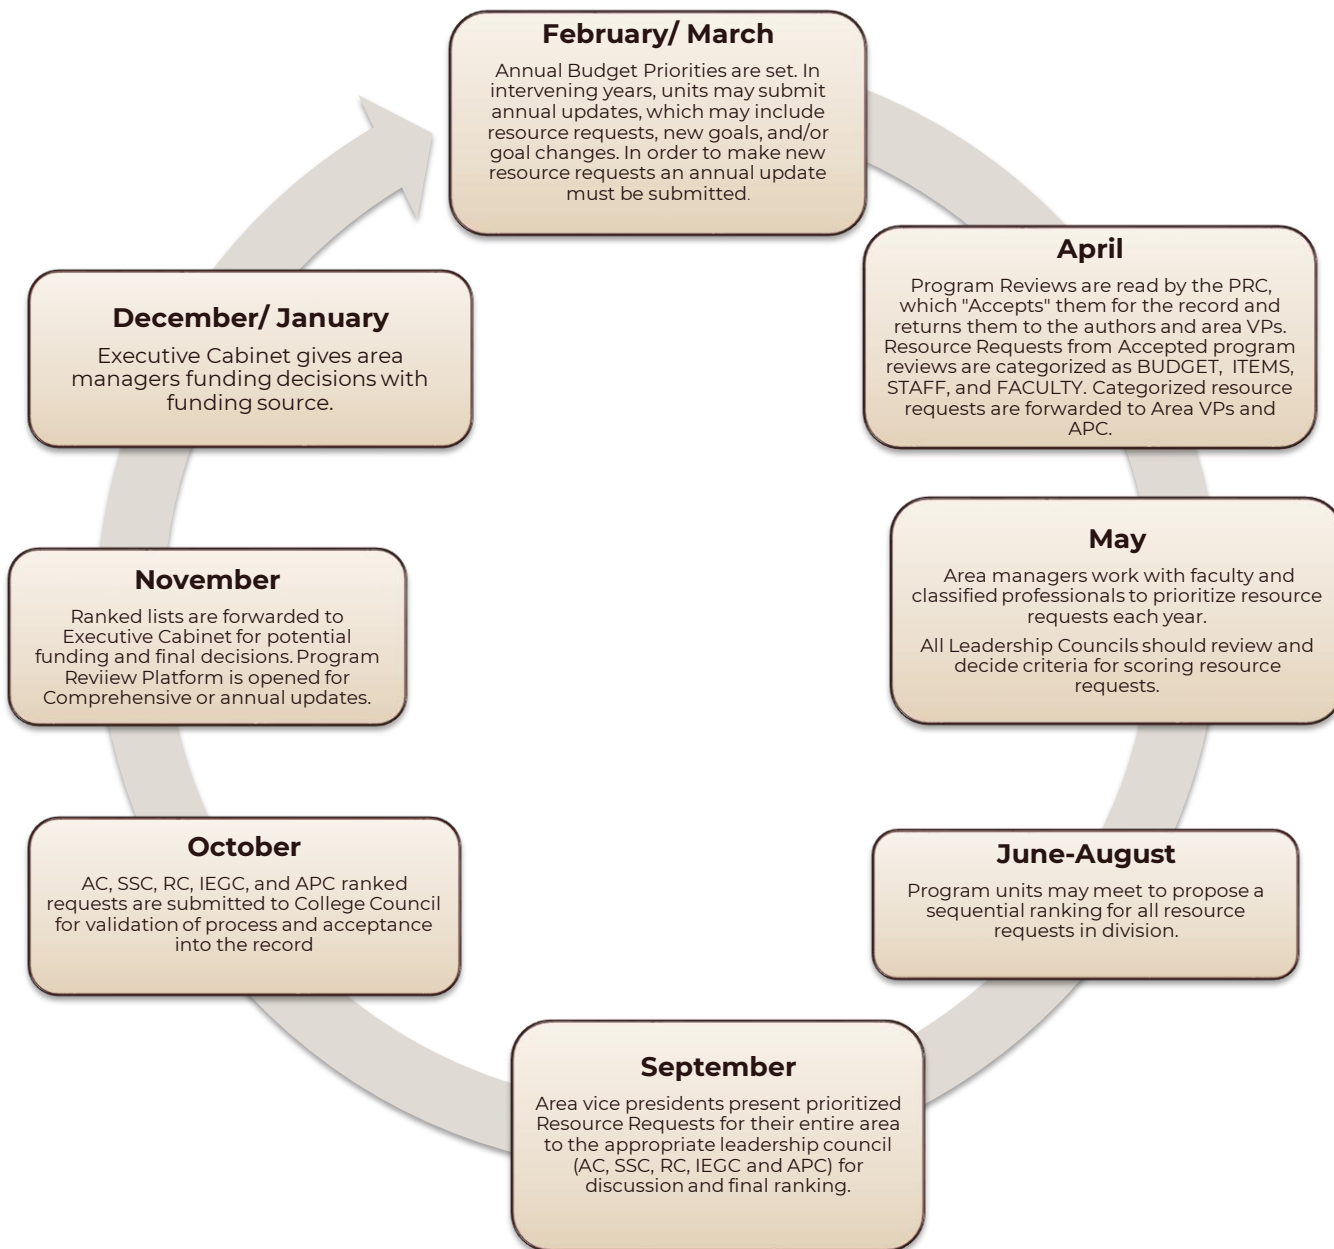 February/ March
Annual Budget Priorities are set. In
intervening years, units may submit
annual updates, which may include
resource requests, new goals, and/or
goal changes. In order to make new
resource requests an annual update
must be submitted.
April
Program Reviews are read by the PRC,
which "Accepts" them for the record and
returns them to the authors and area VPs.
Resource Requests from Accepted program
reviews are categorized as BUDGET, ITEMS,
STAFF, and FACULTY. Categorized resource
requests are forwarded to Area VPs and
APC.
May
Area managers work with faculty and
classified professionals to prioritize resource
requests each year.
All Leadership Councils should review and
decide criteria for scoring resource
requests.
June-August
Program units may meet to propose a
sequential ranking for all resource
requests in division.
September
Area vice presidents present prioritized
Resource Requests for their entire area
to the appropriate leadership council
(AC, SSC, RC, IEGC and APC) for
discussion and final ranking.
October
AC, SSC, RC, IEGC, and APC ranked
requests are submitted to College Council
for validation of process and acceptance
into the record
November
Ranked lists are forwarded to
Executive Cabinet for potential
funding and final decisions. Program
Reviiew Platform is opened for
Comprehensive or annual updates.
December/ January
Executive Cabinet gives area
managers funding decisions with
funding source.